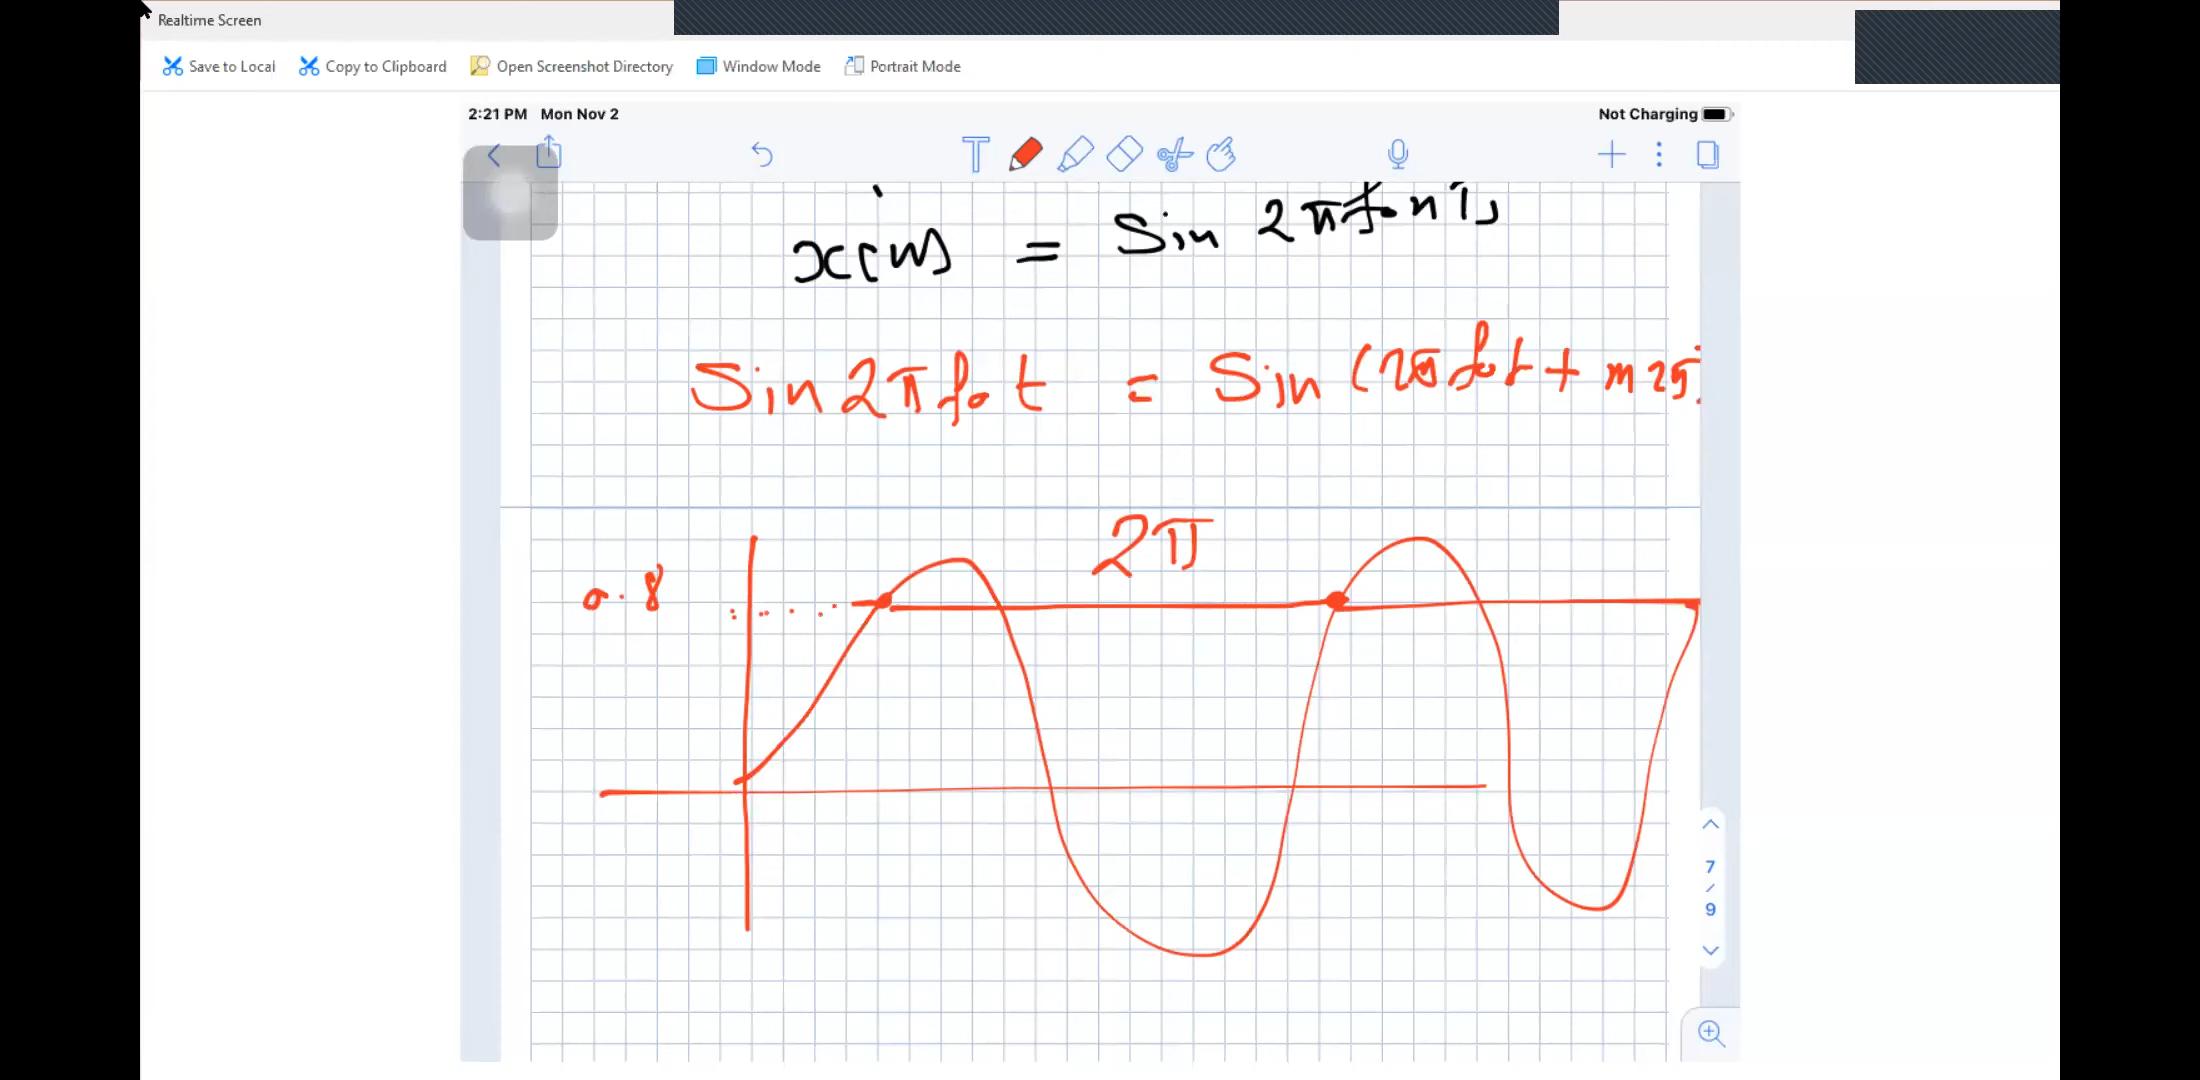 Realtime Screen
Save to Local Copy to Clipboard Open Screenshot Directory Window Mode Portrait Mode
2:21 PM Mon Nov 2 Not Charging
x(n) = Sin 2πf₀nTs
Sin 2πf₀t = Sin (2πf₀t + m2π)
2π
0.8
7
/
9